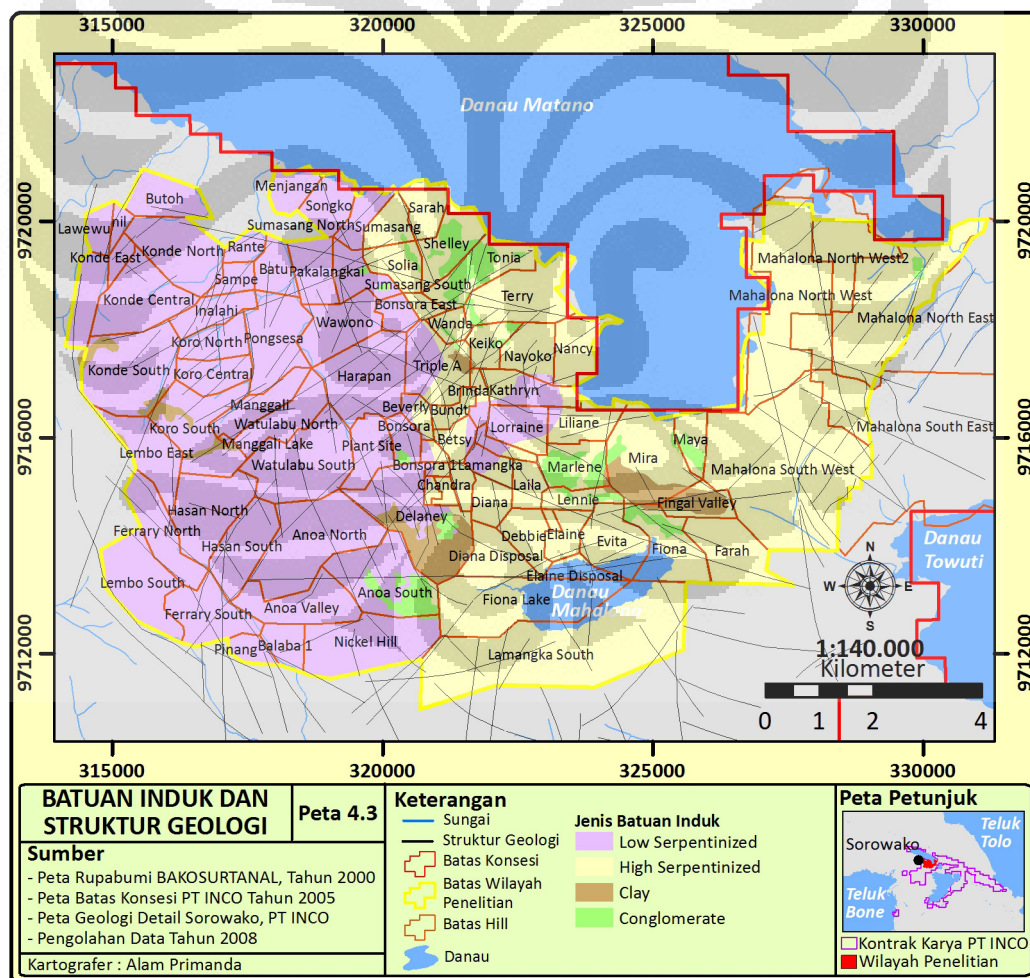 315000 320000 325000 330000
9720000
9716000
9712000
9720000
9716000
9712000
Danau Matano
Menjangan
Butoh
Songko
Sarah
Lawewu
nil
Sumasang North
Sumasang
Shelley
Konde East
Konde North
Rante
Solia
Tonia
Mahalona North West2
Batu
Pakalangkai
Sampe
Sumasang South
Konde Central
Inalahi
Bonsora East
Terry
Mahalona North West
Wawono
Wanda
Mahalona North East
Koro North
Pongsesa
Keiko
Nayoko
Nancy
Konde South
Koro Central
Harapan
Triple A
Brinda
Kathryn
Manggali
Beverly
Bundt
Koro South
Watulabu North
Bonsora
Lorraine
Liliane
Mahalona South East
Manggali Lake
Plant Site
Betsy
Maya
Lembo East
Watulabu South
Bonsora 1
Lamangka
Marlene
Mira
Mahalona South West
Chandra
Laila
Hasan North
Diana
Lennie
Fingal Valley
Delaney
Ferrary North
Anoa North
Debbie
Elaine
Evita
Hasan South
Diana Disposal
Fiona
Farah
Danau
Towuti
Lembo South
Elaine Disposal
Anoa South
Fiona Lake
Danau
Mahalona
Ferrary South
Anoa Valley
Pinang
Balaba 1
Nickel Hill
Lamangka South
N
W E
S
1:140.000
Kilometer
0 1 2 4
315000 320000 325000 330000
BATUAN INDUK DAN
STRUKTUR GEOLOGI
Peta 4.3
Sumber
- Peta Rupabumi BAKOSURTANAL, Tahun 2000
- Peta Batas Konsesi PT INCO Tahun 2005
- Peta Geologi Detail Sorowako, PT INCO
- Pengolahan Data Tahun 2008
Kartografer : Alam Primanda
Keterangan
Sungai
Struktur Geologi
Batas Konsesi
Batas Wilayah
Penelitian
Batas Hill
Danau
Jenis Batuan Induk
Low Serpentinized
High Serpentinized
Clay
Conglomerate
Peta Petunjuk
Sorowako
Teluk
Tolo
Teluk
Bone
Kontrak Karya PT INCO
Wilayah Penelitian